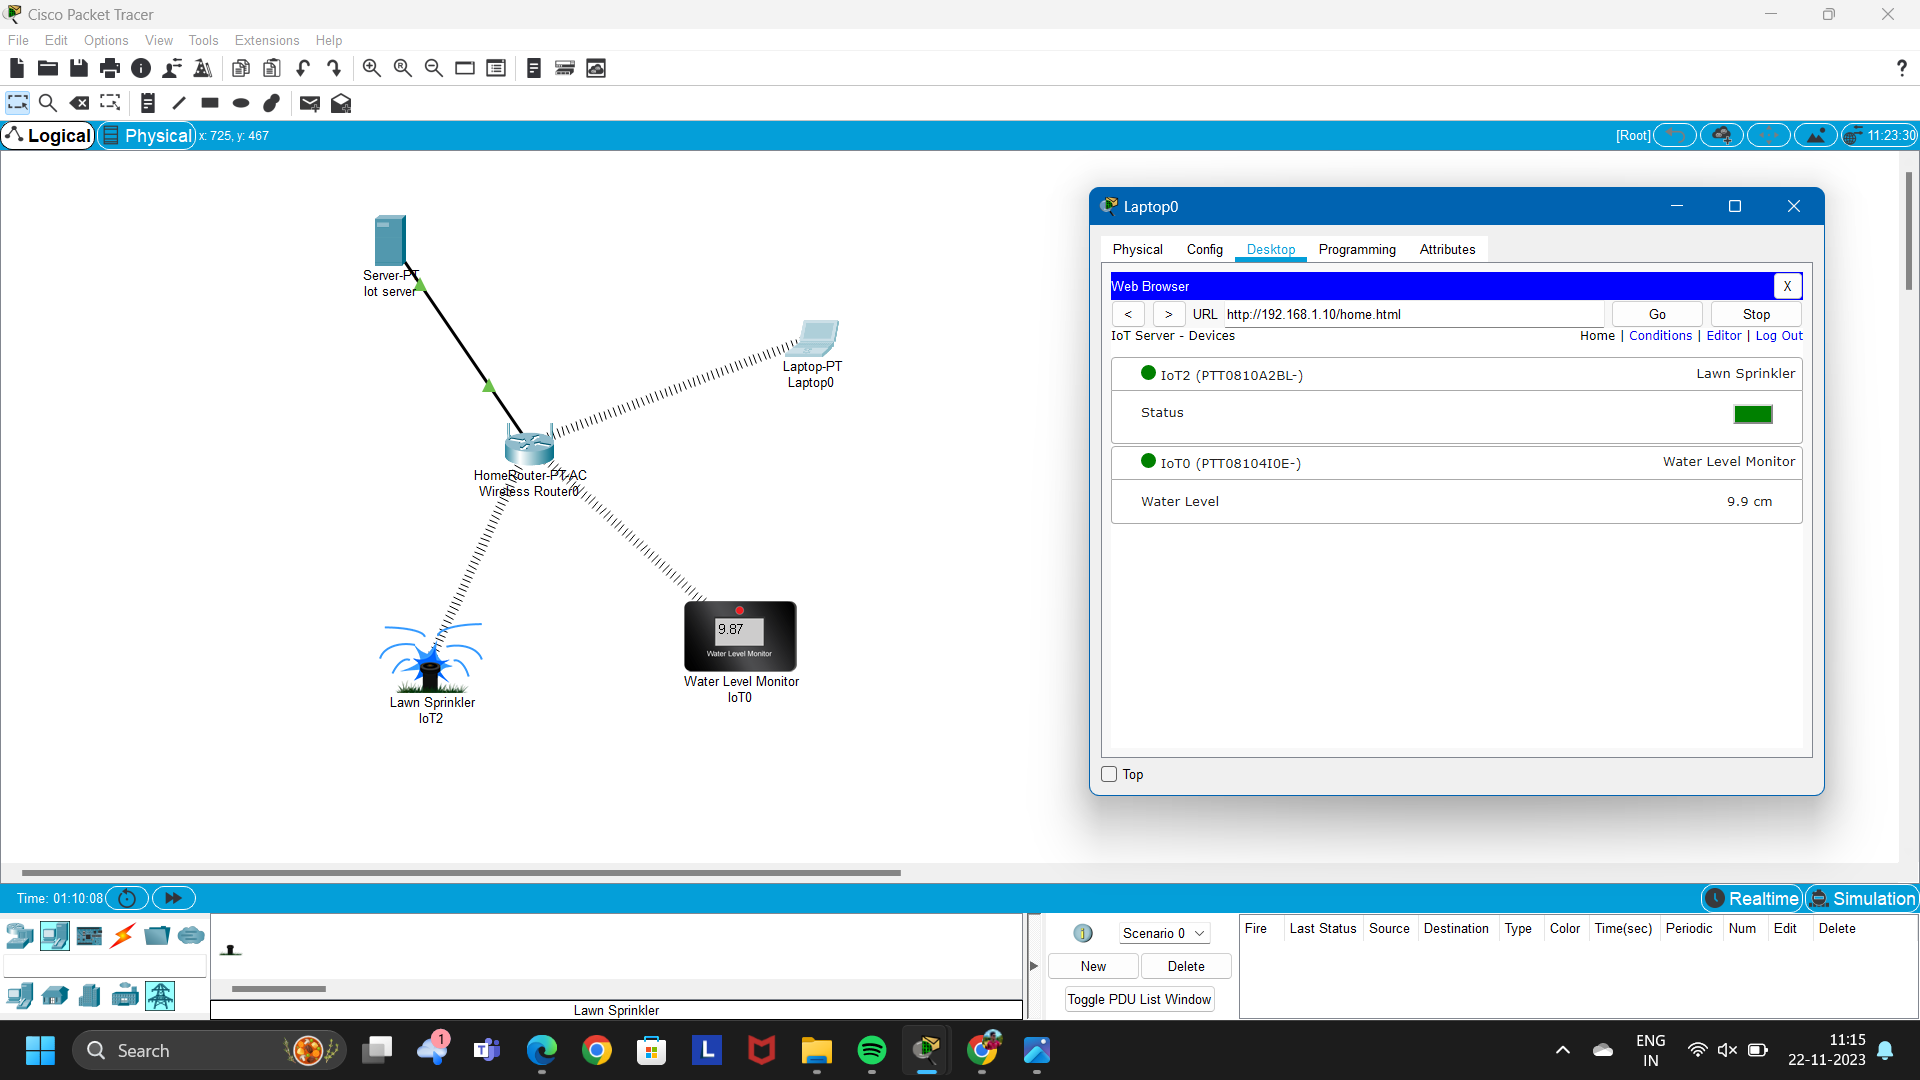 Cisco Packet Tracer
File Edit Options View Tools Extensions Help
?
Logical Physical x: 725, y: 467
[Root] 11:23:30
Server-PT
Iot server
Laptop-PT
Laptop0
HomeRouter-PT-AC
Wireless Router0
9.87
Water Level Monitor
Water Level Monitor
IoT0
Lawn Sprinkler
IoT2
Laptop0
Physical Config Desktop Programming Attributes
Web Browser X
< > URL http://192.168.1.10/home.html Go Stop
IoT Server - Devices Home | Conditions | Editor | Log Out
IoT2 (PTT0810A2BL-) Lawn Sprinkler
Status
IoT0 (PTT08104I0E-) Water Level Monitor
Water Level 9.9 cm
Top
Time: 01:10:08
Realtime Simulation
Lawn Sprinkler
1 Scenario 0
New Delete
Toggle PDU List Window
Fire Last Status Source Destination Type Color Time(sec) Periodic Num Edit Delete
Search
1
L
ENG
IN
11:15
22-11-2023